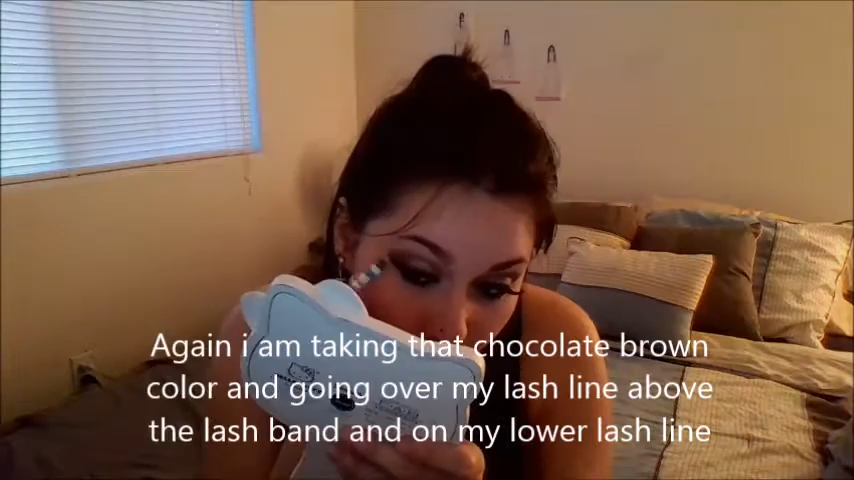 Again i am taking that chocolate brown
color and going over my lash line above
the lash band and on my lower lash line